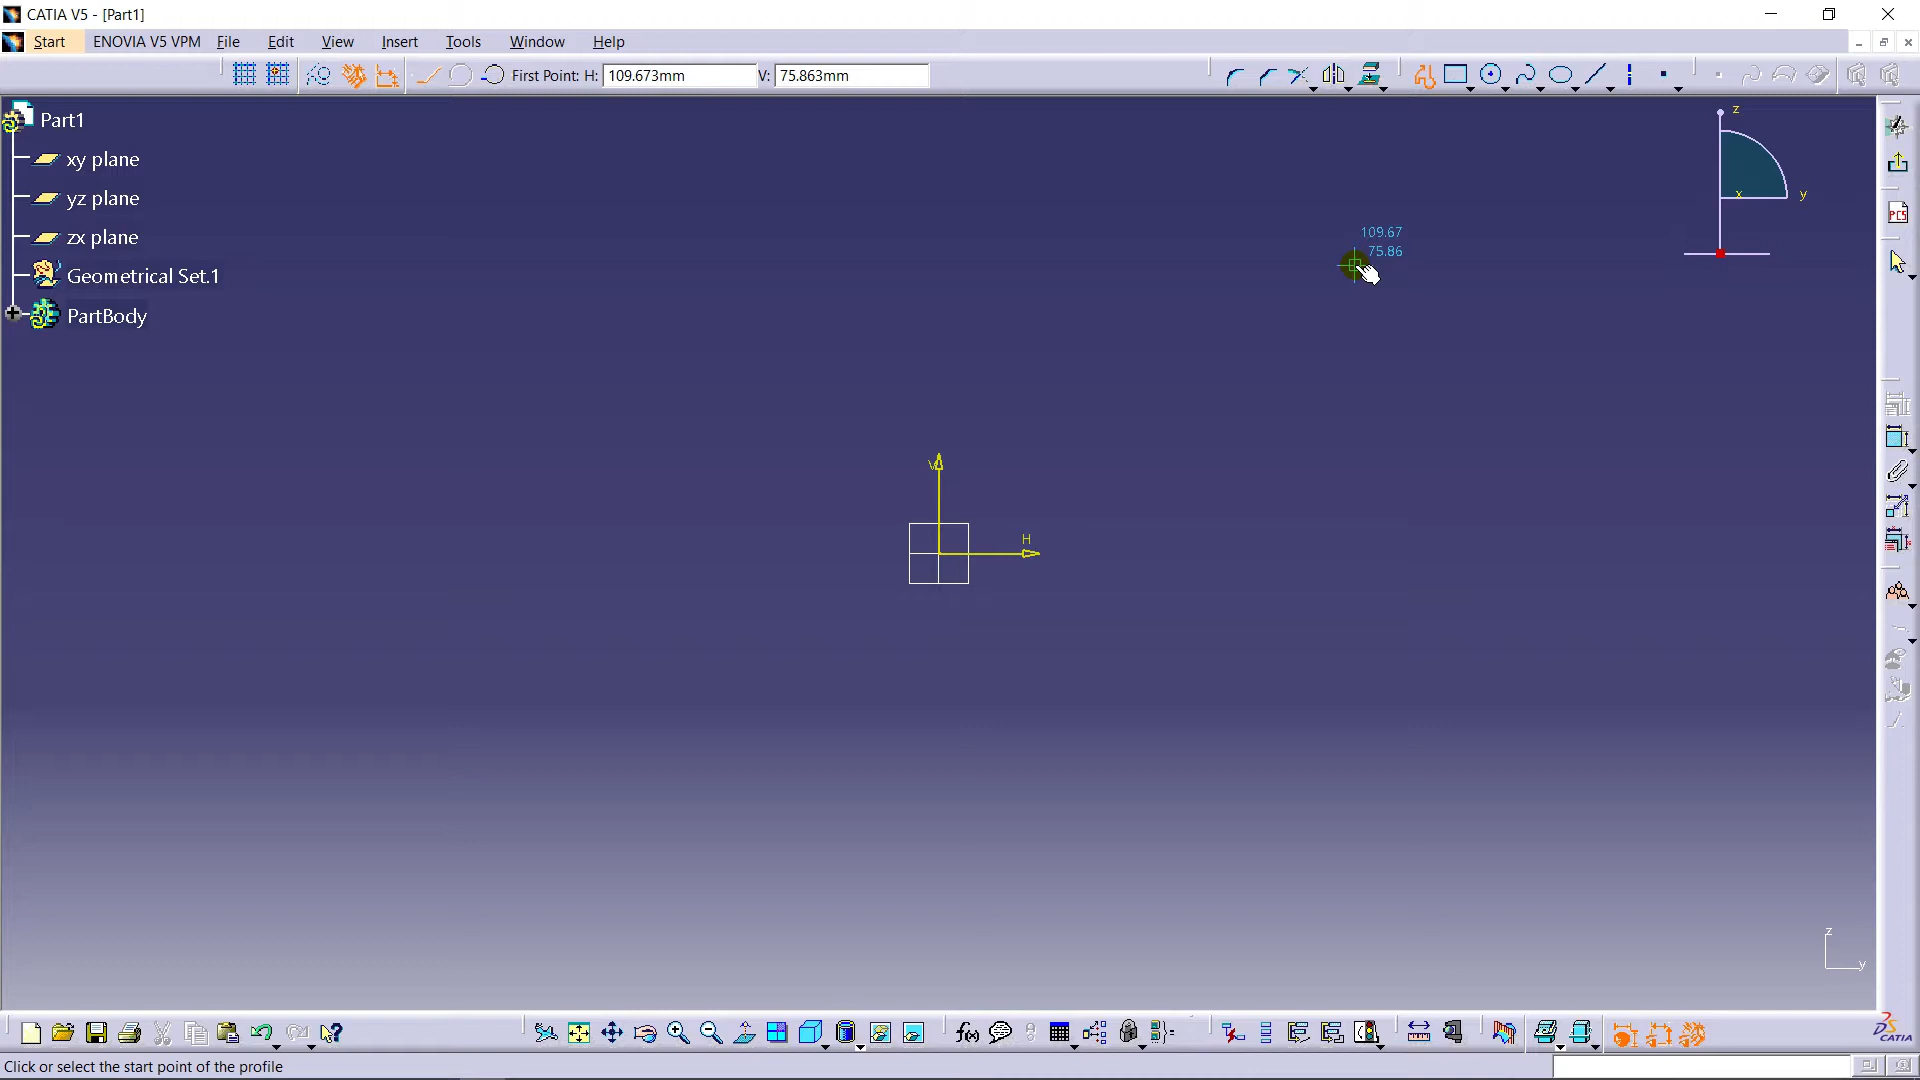 CATIA V5 - [Part1]
Start ENOVIA V5 VPM File Edit View Insert Tools Window Help
First Point: H: 109.673mm V: 75.863mm
Part1
xy plane
yz plane
zx plane
Geometrical Set.1
PartBody
z
x
y
109.67
75.86
V
H
z
y
PCS
f(x)
CATIA
Click or select the start point of the profile